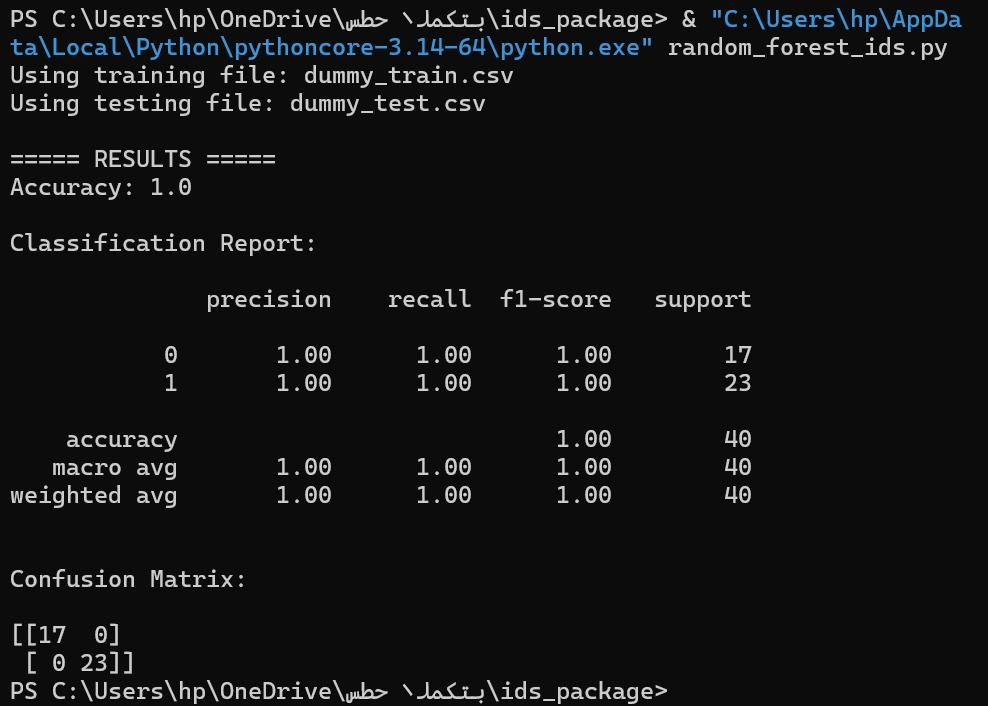 PS C:\Users\hp\OneDrive\سطح المكتب\ids_package> & "C:\Users\hp\AppDa
ta\Local\Python\pythoncore-3.14-64\python.exe" random_forest_ids.py
Using training file: dummy_train.csv
Using testing file: dummy_test.csv
===== RESULTS =====
Accuracy: 1.0
Classification Report:
precision    recall  f1-score   support
0       1.00      1.00      1.00        17
1       1.00      1.00      1.00        23
accuracy                           1.00        40
macro avg       1.00      1.00      1.00        40
weighted avg       1.00      1.00      1.00        40
Confusion Matrix:
[[17  0]
[ 0 23]]
PS C:\Users\hp\OneDrive\سطح المكتب\ids_package>